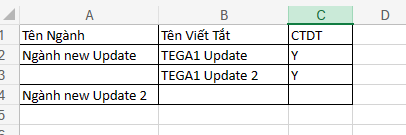 A B C D
1 Tên Ngành Tên Viết Tắt CTDT
2 Ngành new Update TEGA1 Update Y
3 TEGA1 Update 2 Y
4 Ngành new Update 2
5